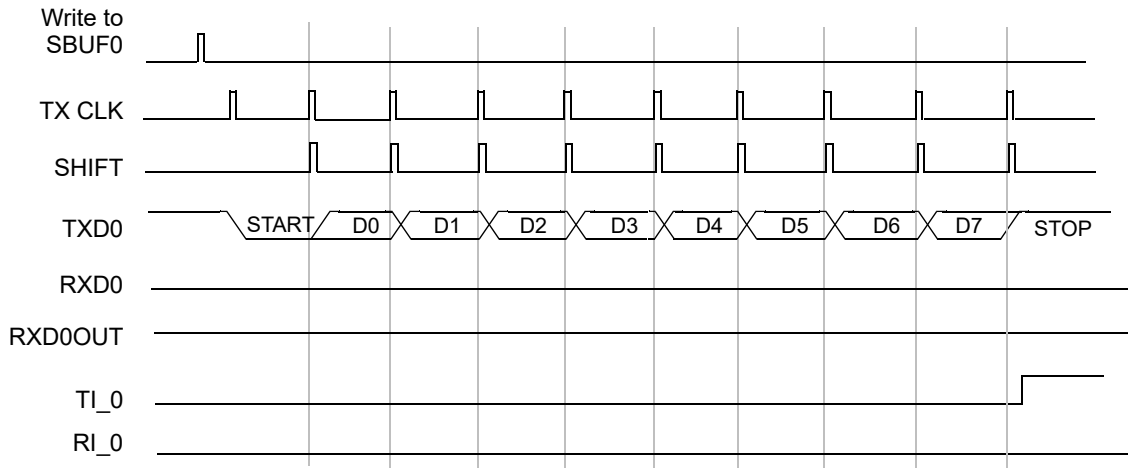 Write to
SBUF0
TX CLK
SHIFT
TXD0
START D0 D1 D2 D3 D4 D5 D6 D7 STOP
RXD0
RXD0OUT
TI_0
RI_0